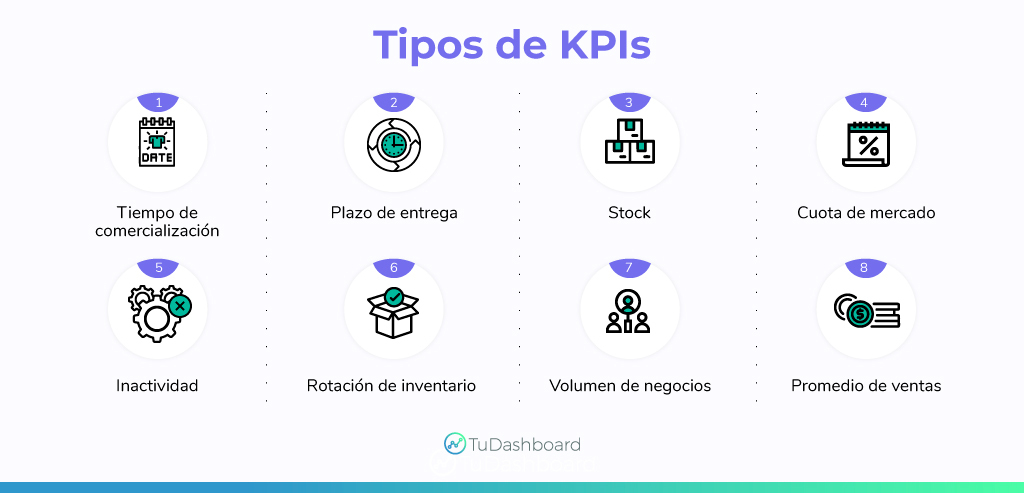 Tipos de KPIs
1
2
3
4
DATE
Tiempo de
comercialización
Plazo de entrega
Stock
Cuota de mercado
5
6
7
8
Inactividad
Rotación de inventario
Volumen de negocios
Promedio de ventas
TuDashboard